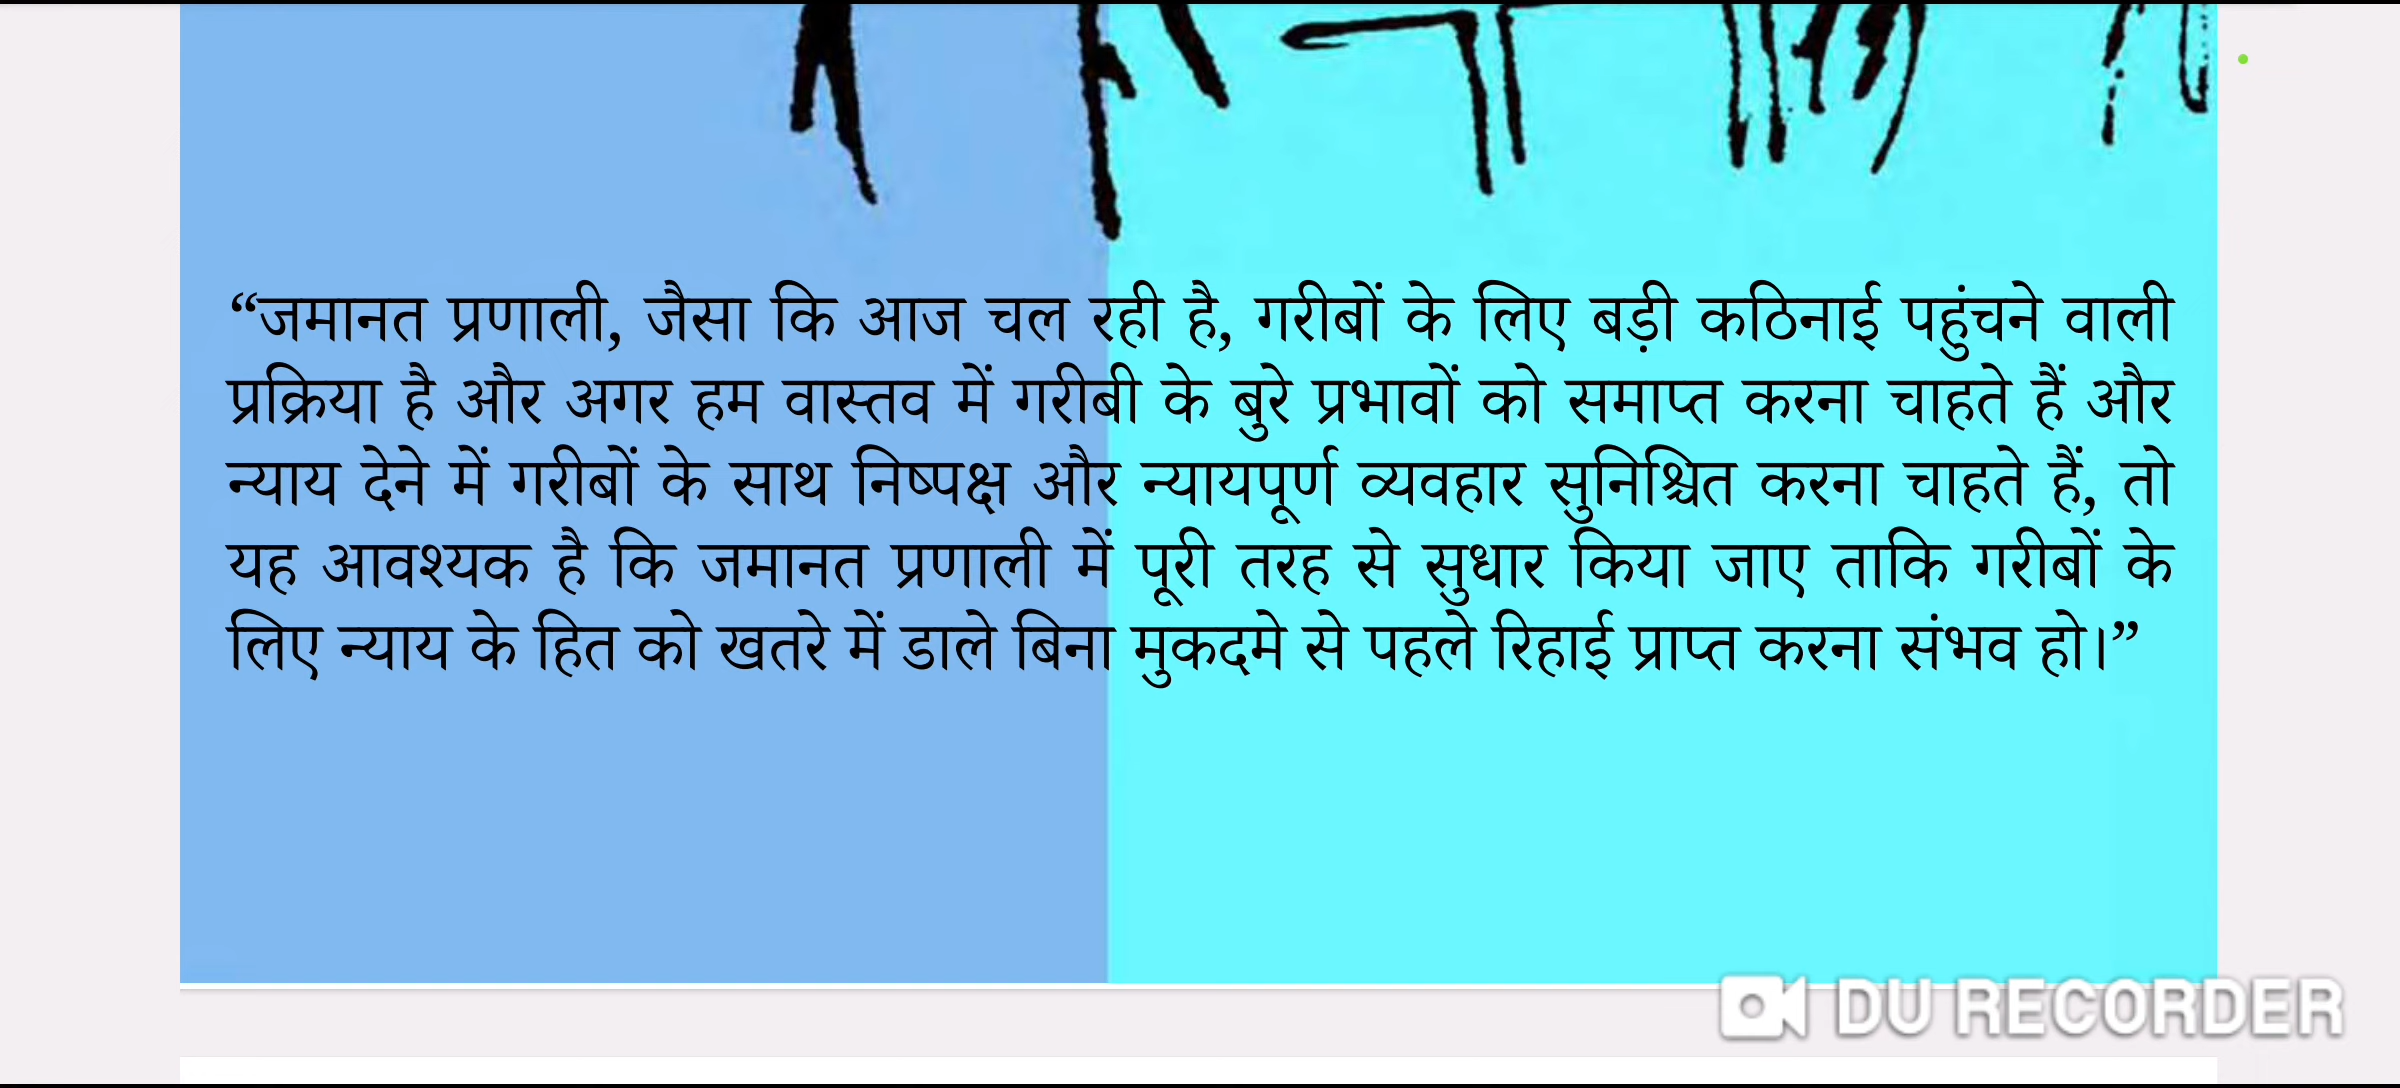 “जमानत प्रणाली, जैसा कि आज चल रही है, गरीबों के लिए बड़ी कठिनाई पहुंचने वाली
प्रक्रिया है और अगर हम वास्तव में गरीबी के बुरे प्रभावों को समाप्त करना चाहते हैं और
न्याय देने में गरीबों के साथ निष्पक्ष और न्यायपूर्ण व्यवहार सुनिश्चित करना चाहते हैं, तो
यह आवश्यक है कि जमानत प्रणाली में पूरी तरह से सुधार किया जाए ताकि गरीबों के
लिए न्याय के हित को खतरे में डाले बिना मुकदमे से पहले रिहाई प्राप्त करना संभव हो।”
DU RECORDER